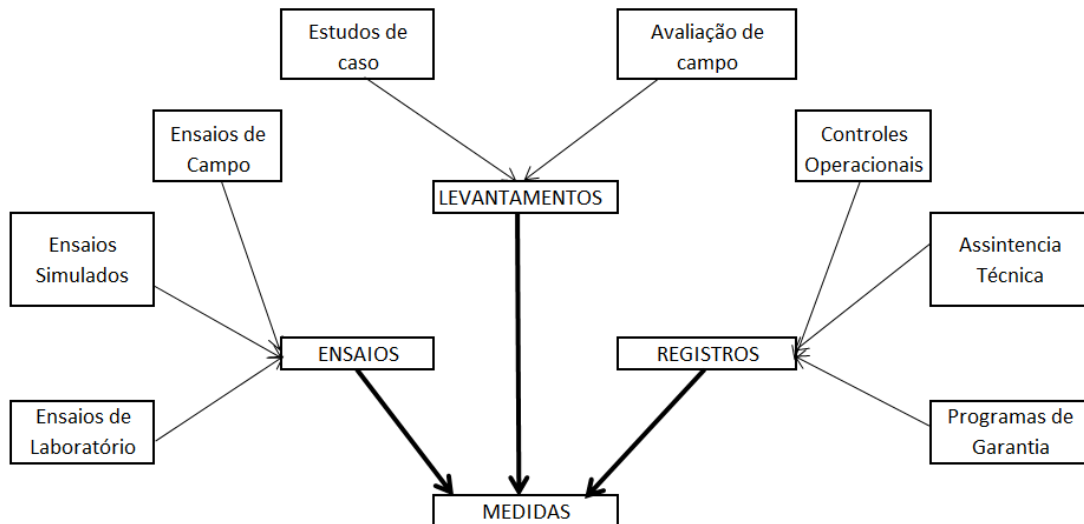 Estudos de
caso
Avaliação de
campo
Ensaios de
Campo
Controles
Operacionais
LEVANTAMENTOS
Ensaios
Simulados
Assintencia
Técnica
ENSAIOS
REGISTROS
Ensaios de
Laboratório
Programas de
Garantia
MEDIDAS